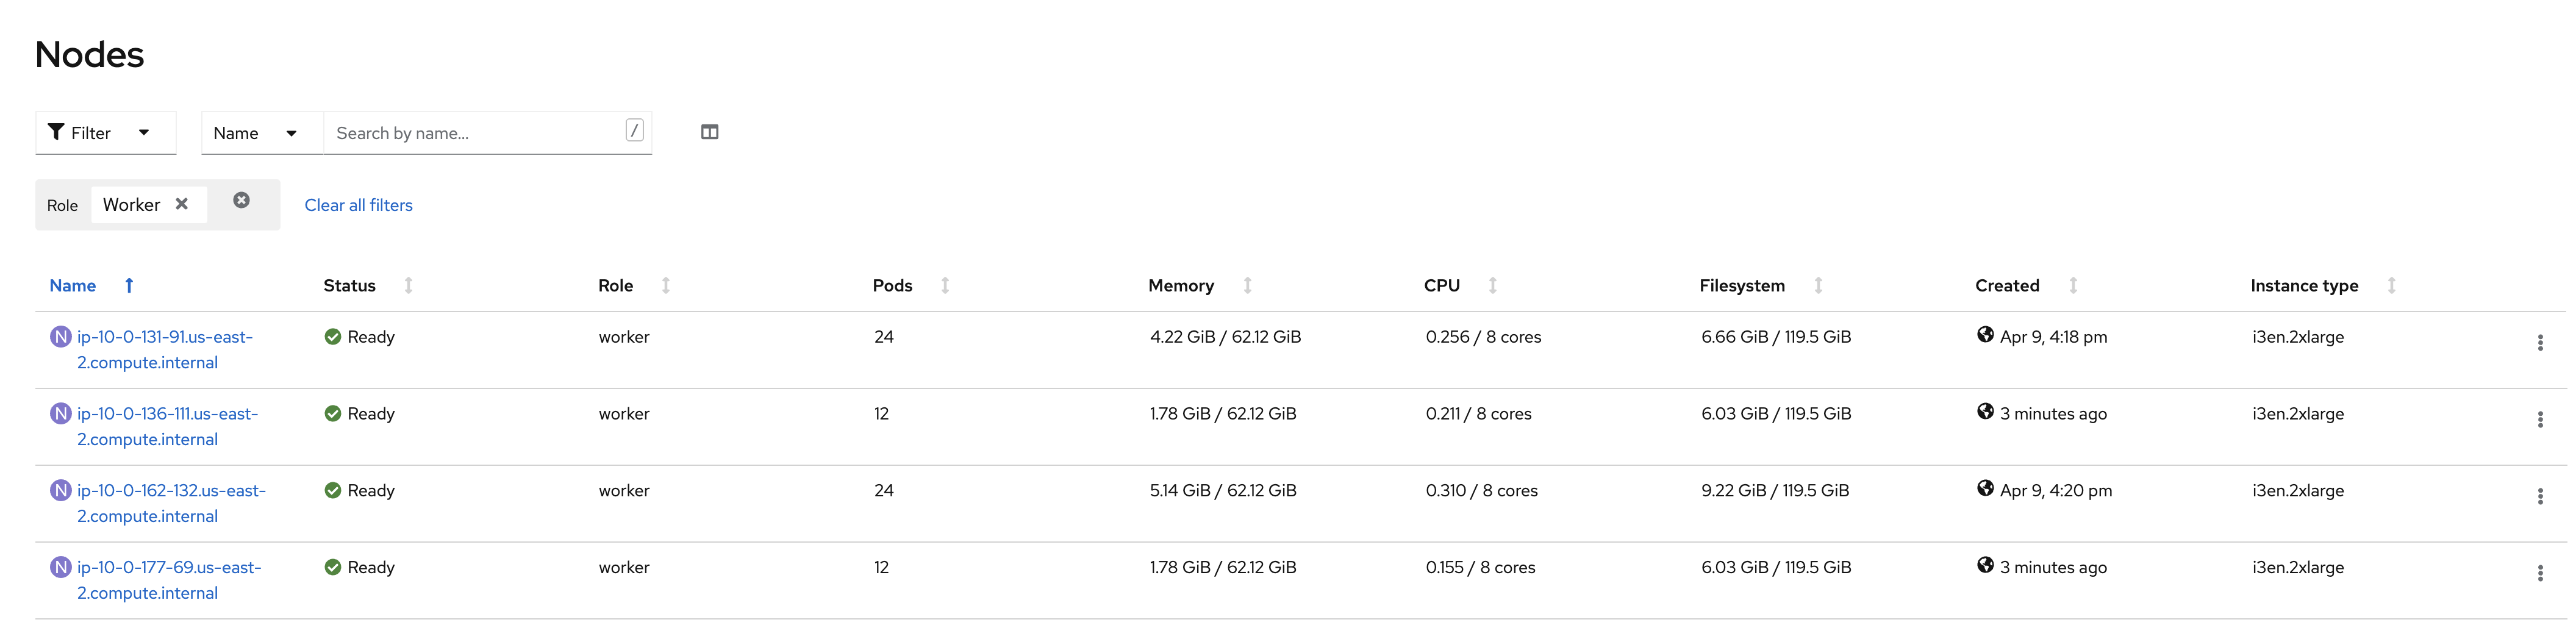 Nodes
Filter Name Search by name... /
Role Worker Clear all filters
Name Status Role Pods Memory CPU Filesystem Created Instance type
N ip-10-0-131-91.us-east- Ready worker 24 4.22 GiB / 62.12 GiB 0.256 / 8 cores 6.66 GiB / 119.5 GiB Apr 9, 4:18 pm i3en.2xlarge
2.compute.internal
N ip-10-0-136-111.us-east- Ready worker 12 1.78 GiB / 62.12 GiB 0.211 / 8 cores 6.03 GiB / 119.5 GiB 3 minutes ago i3en.2xlarge
2.compute.internal
N ip-10-0-162-132.us-east- Ready worker 24 5.14 GiB / 62.12 GiB 0.310 / 8 cores 9.22 GiB / 119.5 GiB Apr 9, 4:20 pm i3en.2xlarge
2.compute.internal
N ip-10-0-177-69.us-east- Ready worker 12 1.78 GiB / 62.12 GiB 0.155 / 8 cores 6.03 GiB / 119.5 GiB 3 minutes ago i3en.2xlarge
2.compute.internal